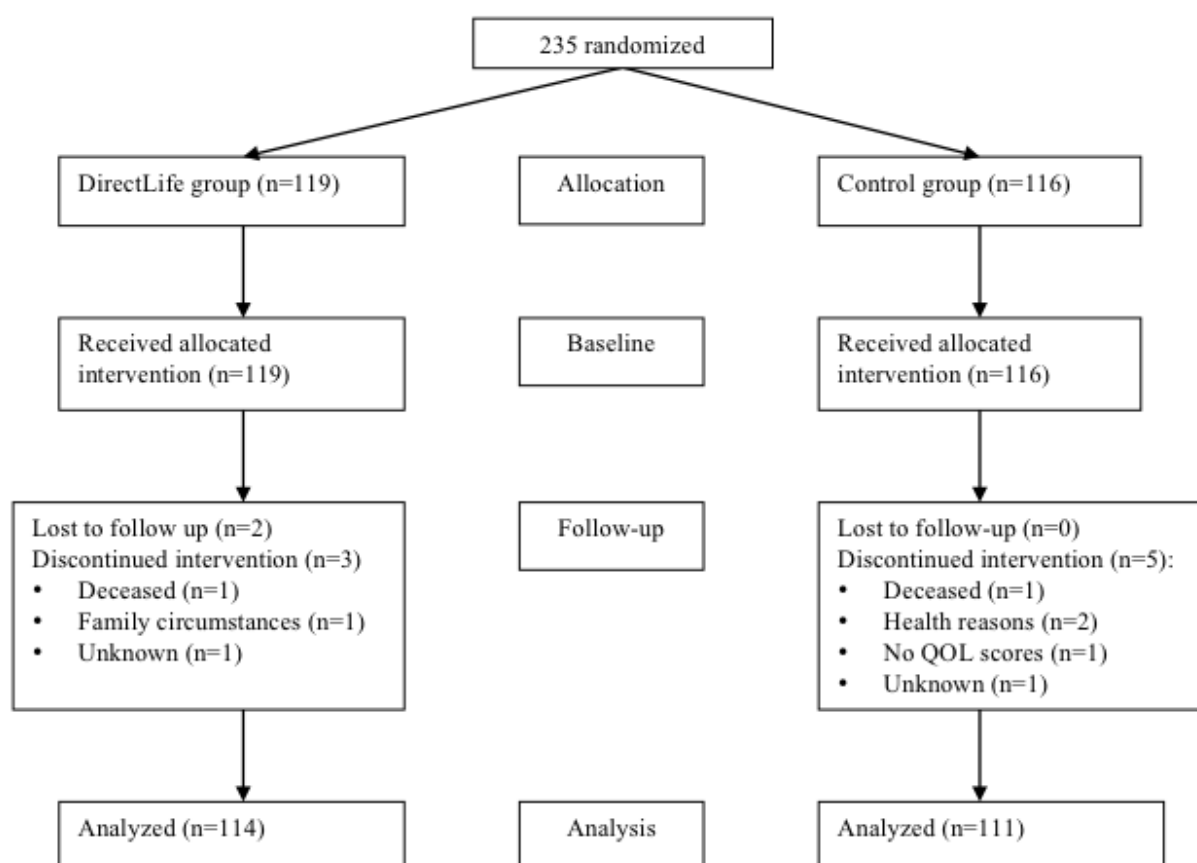 235 randomized
DirectLife group (n=119)
Allocation
Control group (n=116)
Received allocated
intervention (n=119)
Baseline
Received allocated
intervention (n=116)
Lost to follow up (n=2)
Discontinued intervention (n=3)
• Deceased (n=1)
• Family circumstances (n=1)
• Unknown (n=1)
Follow-up
Lost to follow-up (n=0)
Discontinued intervention (n=5):
• Deceased (n=1)
• Health reasons (n=2)
• No QOL scores (n=1)
• Unknown (n=1)
Analyzed (n=114)
Analysis
Analyzed (n=111)